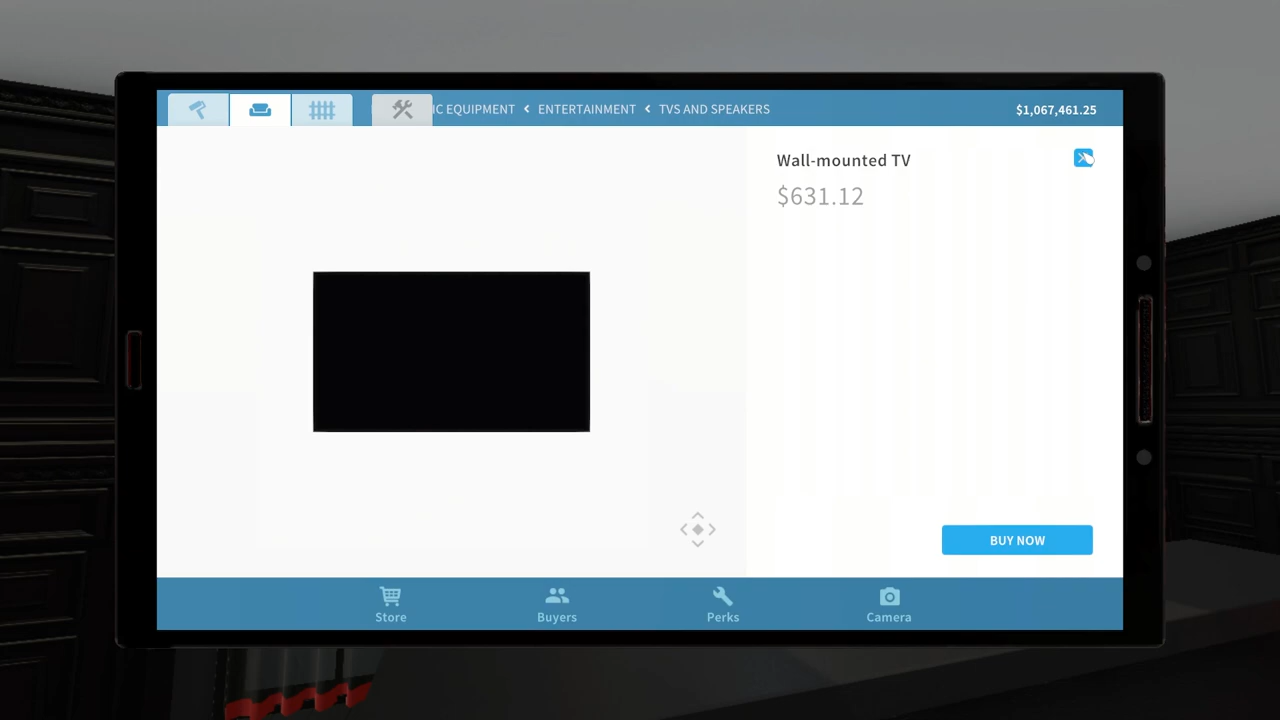 IC EQUIPMENT < ENTERTAINMENT < TVS AND SPEAKERS
$1,067,461.25
Wall-mounted TV
$631.12
BUY NOW
Store
Buyers
Perks
Camera